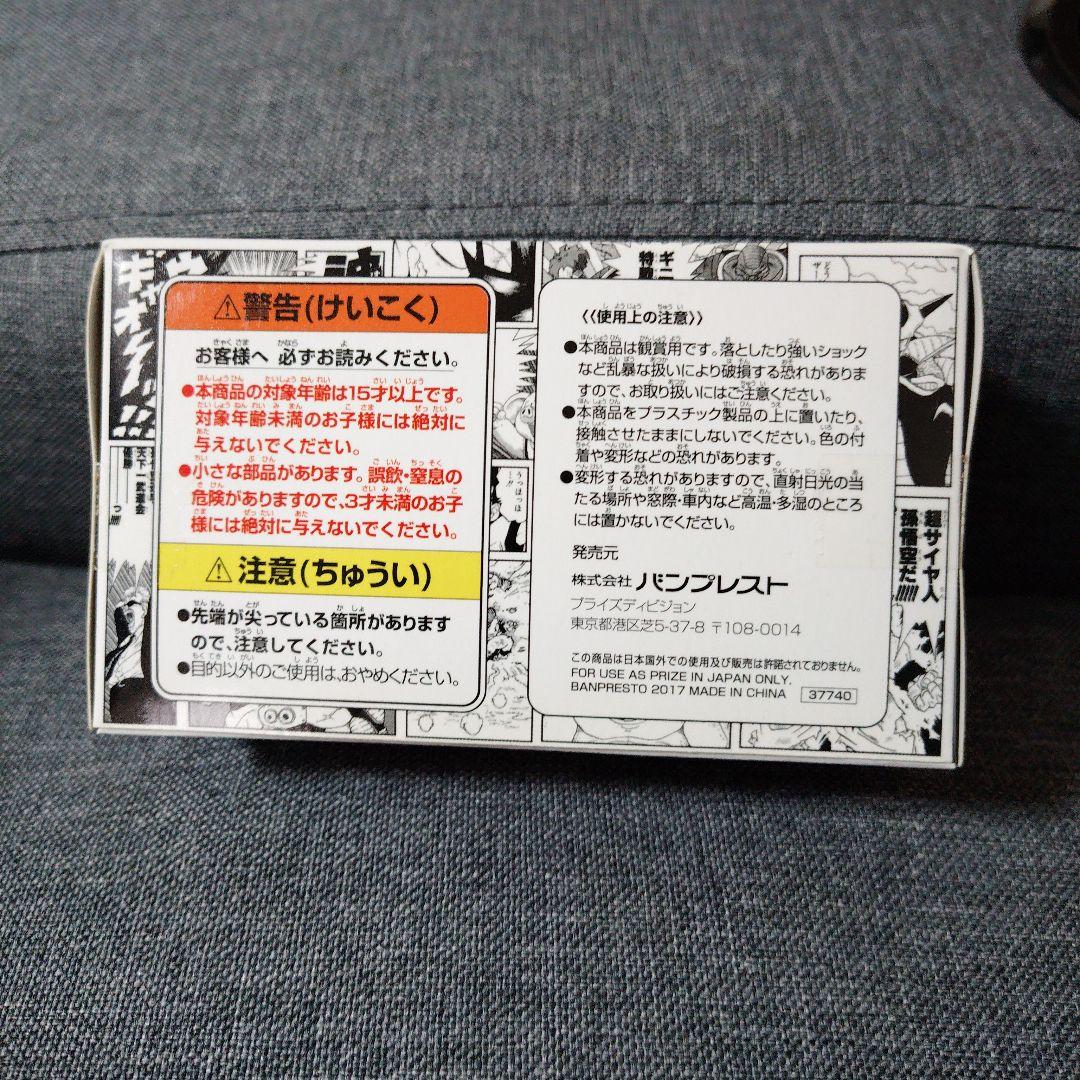 ⚠警告(けいこく)
お客様へ 必ずお読みください。
●本商品の対象年齢は15才以上です。
対象年齢未満のお子様には絶対に
与えないでください。
●小さな部品があります。誤飲・窒息の
危険がありますので、3才未満のお子
様には絶対に与えないでください。
⚠注意(ちゅうい)
●先端が尖っている箇所があります
ので、注意してください。
●目的以外のご使用は、おやめください。
《使用上の注意》
●本商品は観賞用です。落としたり強いショック
など乱暴な扱いにより破損する恐れがありま
すので、お取り扱いにはご注意ください。
●本商品をプラスチック製品の上に置いたり、
接触させたままにしないでください。色の付
着や変形などの恐れがあります。
●変形する恐れがありますので、直射日光の当
たる場所や窓際・車内など高温・多湿のところ
には置かないでください。
発売元
株式会社 バンプレスト
プライズディビジョン
東京都港区芝5-37-8 〒108-0014
この商品は日本国外での使用及び販売は許諾されておりません。
FOR USE AS PRIZE IN JAPAN ONLY.
BANPRESTO 2017 MADE IN CHINA
37740
超サイヤ人
孫悟空だ!!!!!
うっほっほ
天下一武道会